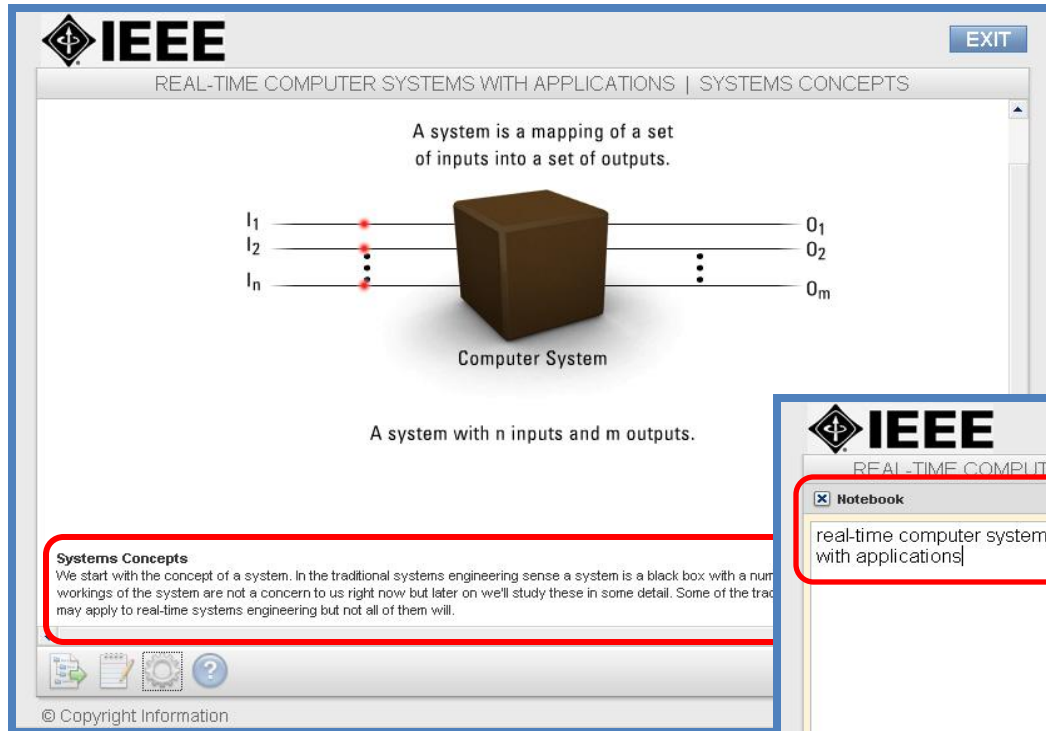 IEEE
EXIT
REAL-TIME COMPUTER SYSTEMS WITH APPLICATIONS | SYSTEMS CONCEPTS
A system is a mapping of a set
of inputs into a set of outputs.
I1 O1
I2 O2
In Om
Computer System
A system with n inputs and m outputs.
Systems Concepts
We start with the concept of a system. In the traditional systems engineering sense a system is a black box with a
workings of the system are not a concern to us right now but later on we'll study these in some detail. Some of the
may apply to real-time systems engineering but not all of them will.
© Copyright Information
IEEE
REAL-TIME
Notebook
real-time computer system
with applications